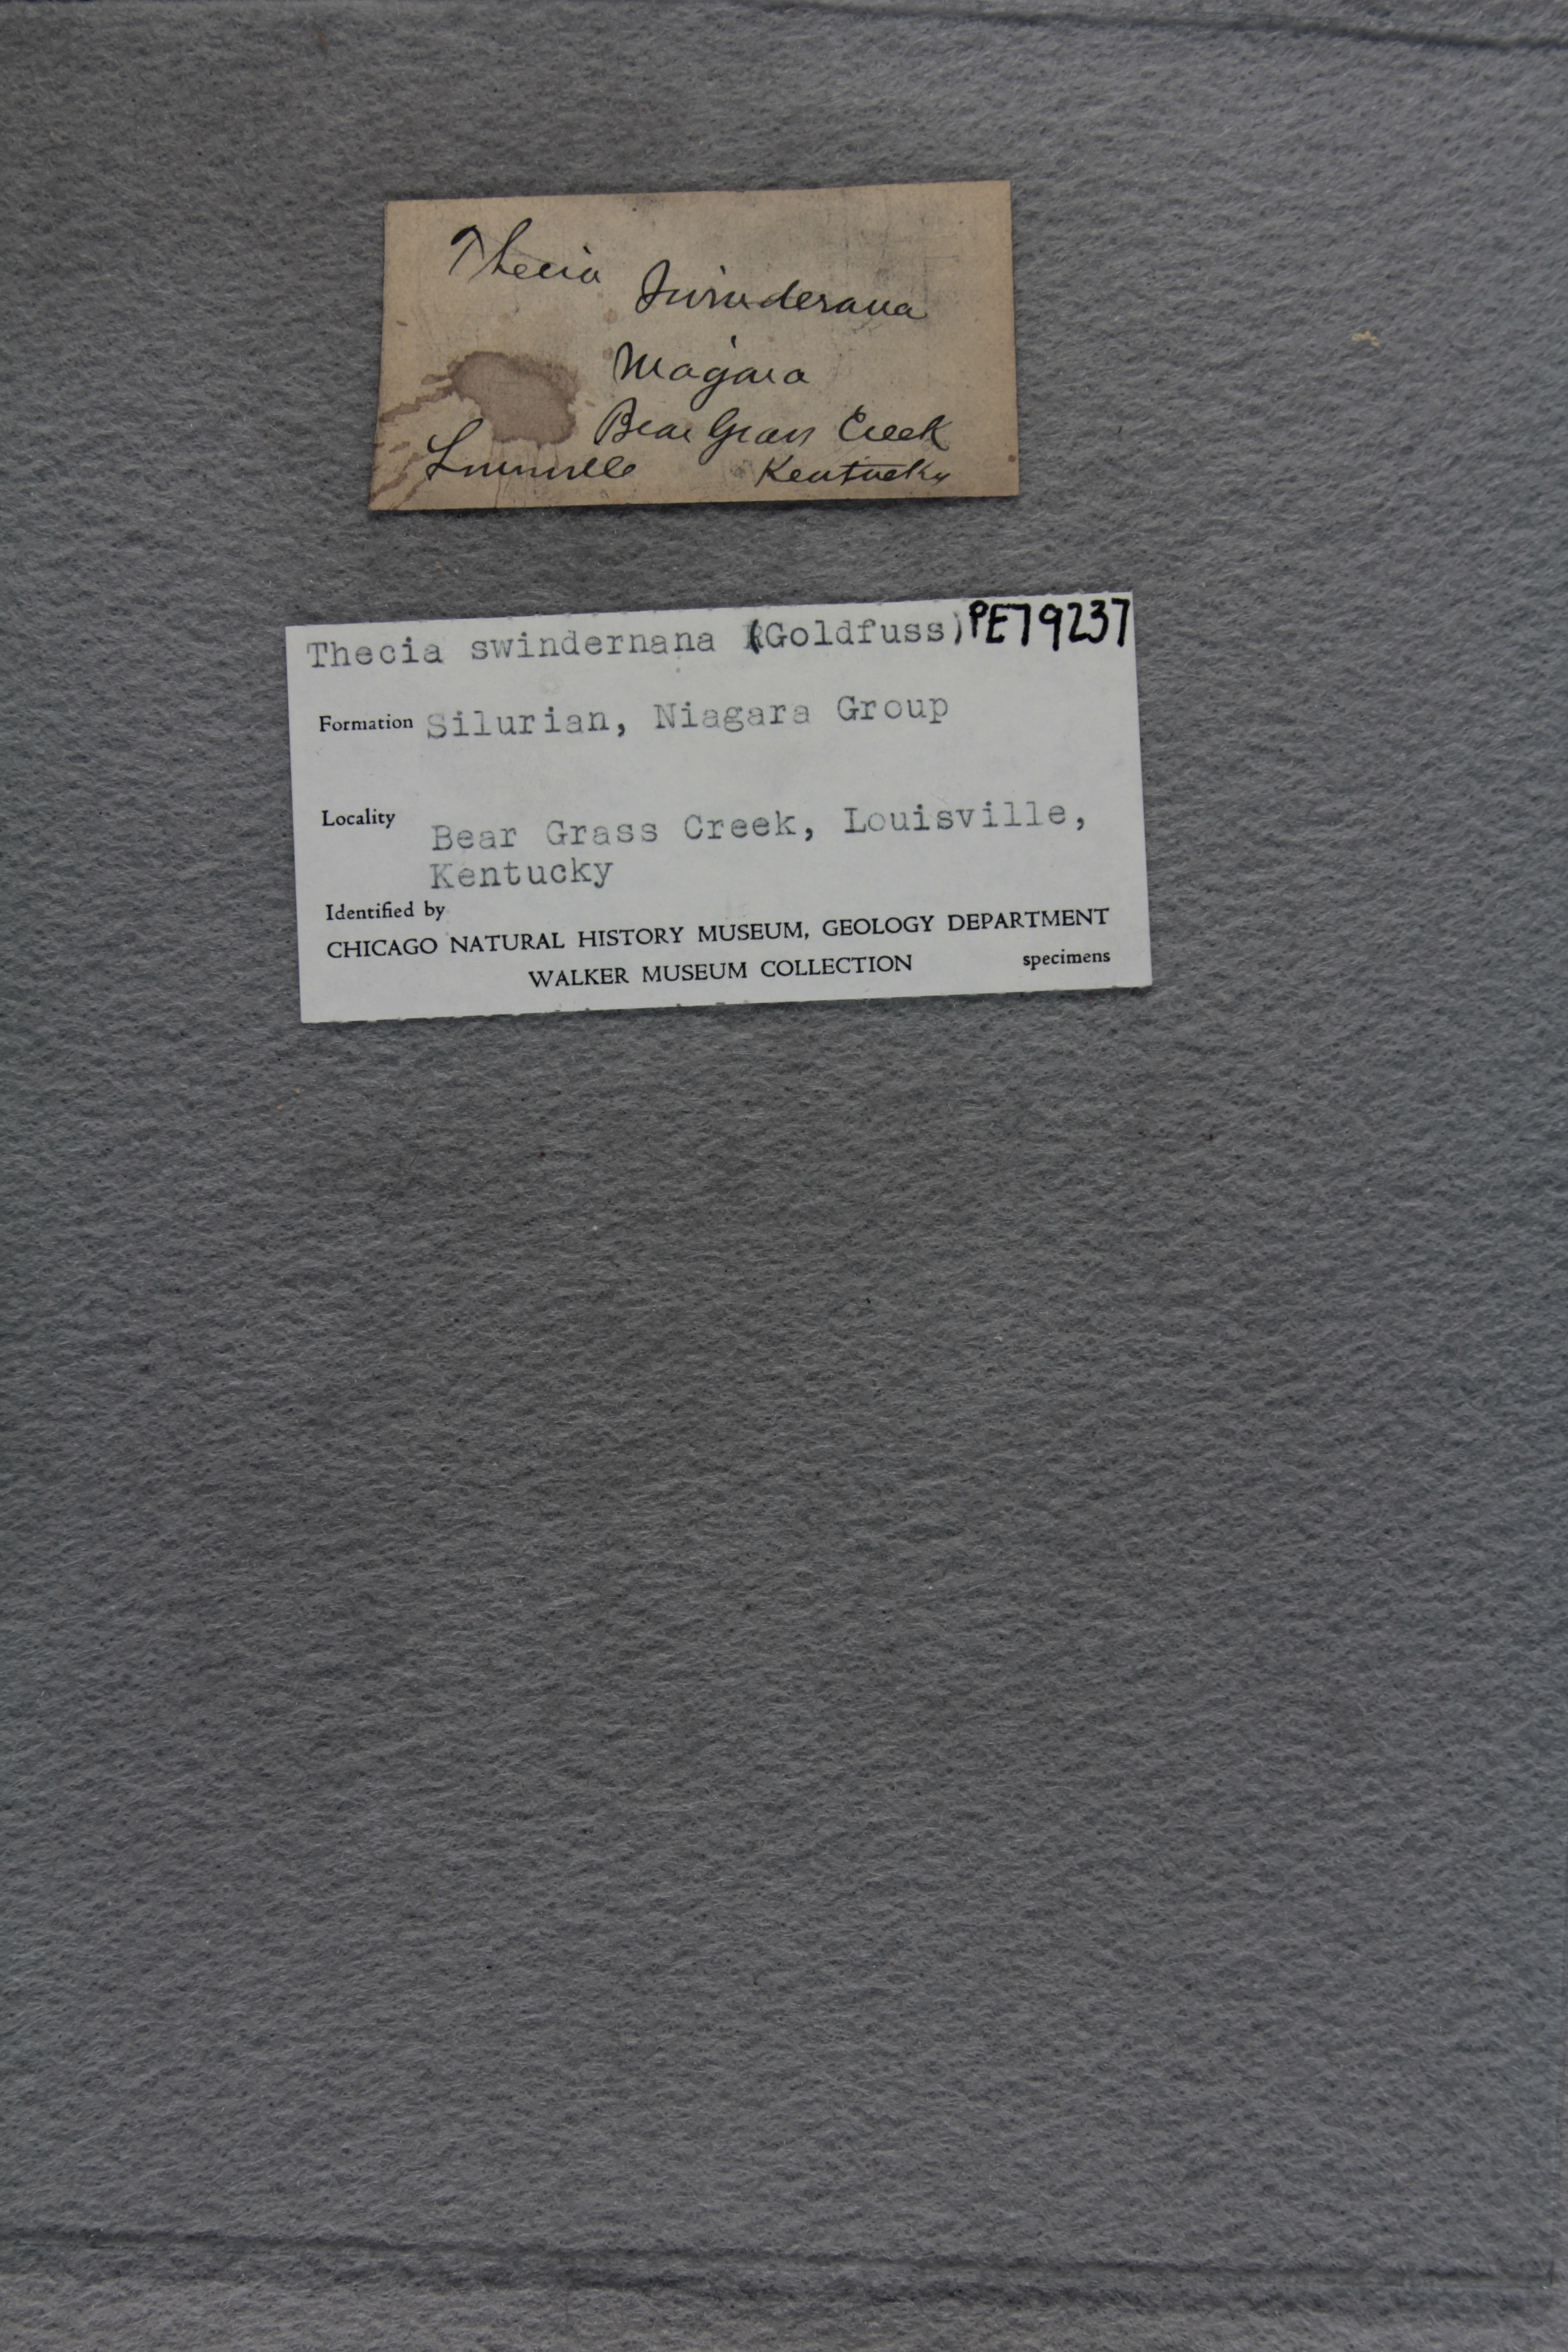 Thecia Swinderana
Niagara
Bear Grass Creek
Louisville Kentucky
Thecia swindernana (Goldfuss) PE79237
Formation Silurian, Niagara Group
Locality Bear Grass Creek, Louisville,
Kentucky
Identified by
CHICAGO NATURAL HISTORY MUSEUM, GEOLOGY DEPARTMENT
WALKER MUSEUM COLLECTION specimens